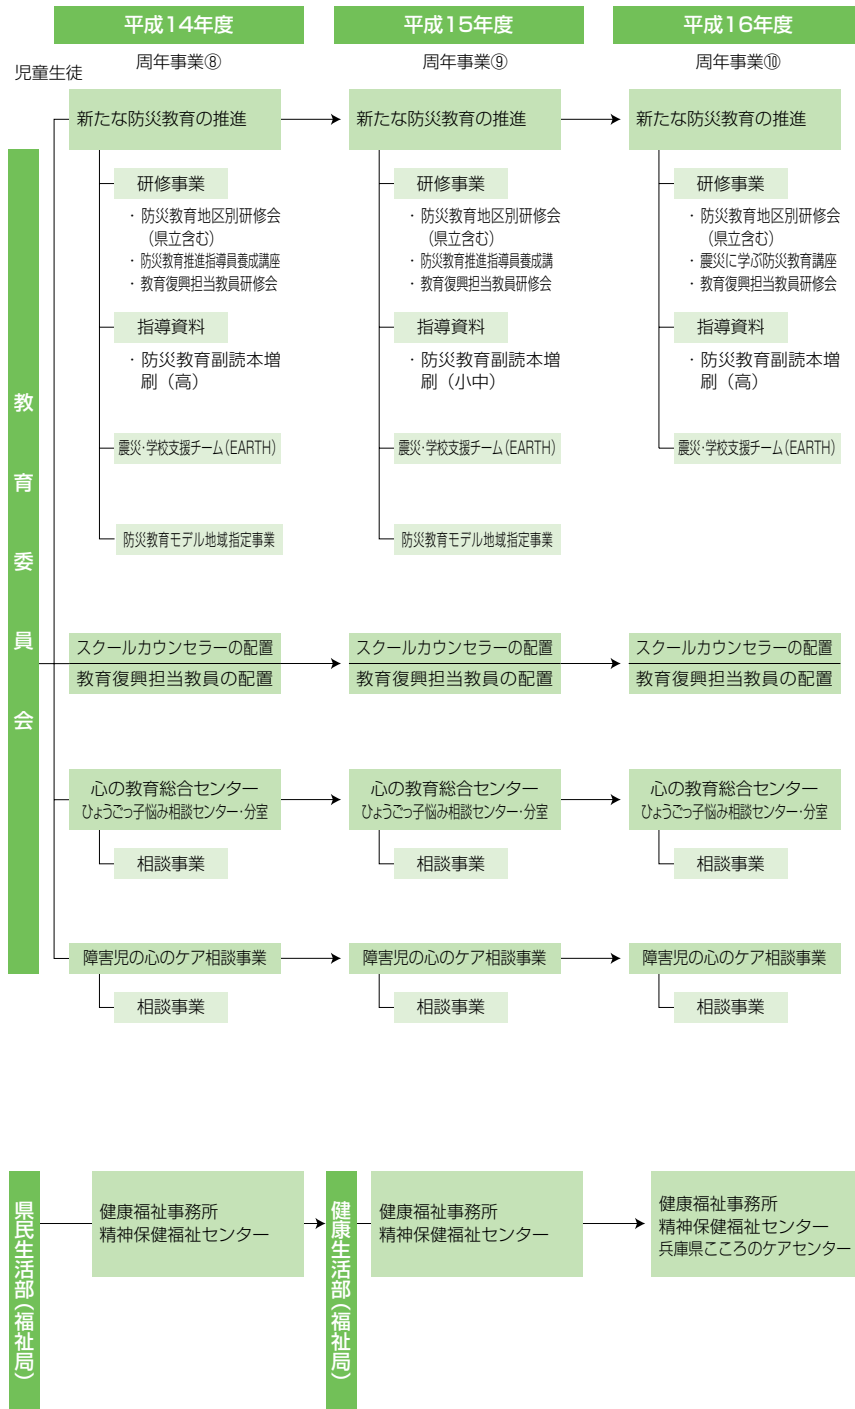 平成14年度
平成15年度
平成16年度
周年事業⑧
周年事業⑨
周年事業⑩
児童生徒
教育委員会
新たな防災教育の推進
研修事業
・防災教育地区別研修会
（県立含む）
・防災教育推進指導員養成講座
・教育復興担当教員研修会
指導資料
・防災教育副読本増
刷（高）
震災・学校支援チーム（EARTH）
防災教育モデル地域指定事業
スクールカウンセラーの配置
教育復興担当教員の配置
心の教育総合センター
ひょうごっ子悩み相談センター・分室
相談事業
障害児の心のケア相談事業
相談事業
新たな防災教育の推進
研修事業
・防災教育地区別研修会
（県立含む）
・防災教育推進指導員養成講
・教育復興担当教員研修会
指導資料
・防災教育副読本増
刷（小中）
震災・学校支援チーム（EARTH）
防災教育モデル地域指定事業
スクールカウンセラーの配置
教育復興担当教員の配置
心の教育総合センター
ひょうごっ子悩み相談センター・分室
相談事業
障害児の心のケア相談事業
相談事業
新たな防災教育の推進
研修事業
・防災教育地区別研修会
（県立含む）
・震災に学ぶ防災教育講座
・教育復興担当教員研修会
指導資料
・防災教育副読本増
刷（高）
震災・学校支援チーム（EARTH）
スクールカウンセラーの配置
教育復興担当教員の配置
心の教育総合センター
ひょうごっ子悩み相談センター・分室
相談事業
障害児の心のケア相談事業
相談事業
県民生活部（福祉局）
健康福祉事務所
精神保健福祉センター
健康生活部（福祉局）
健康福祉事務所
精神保健福祉センター
健康福祉事務所
精神保健福祉センター
兵庫県こころのケアセンター